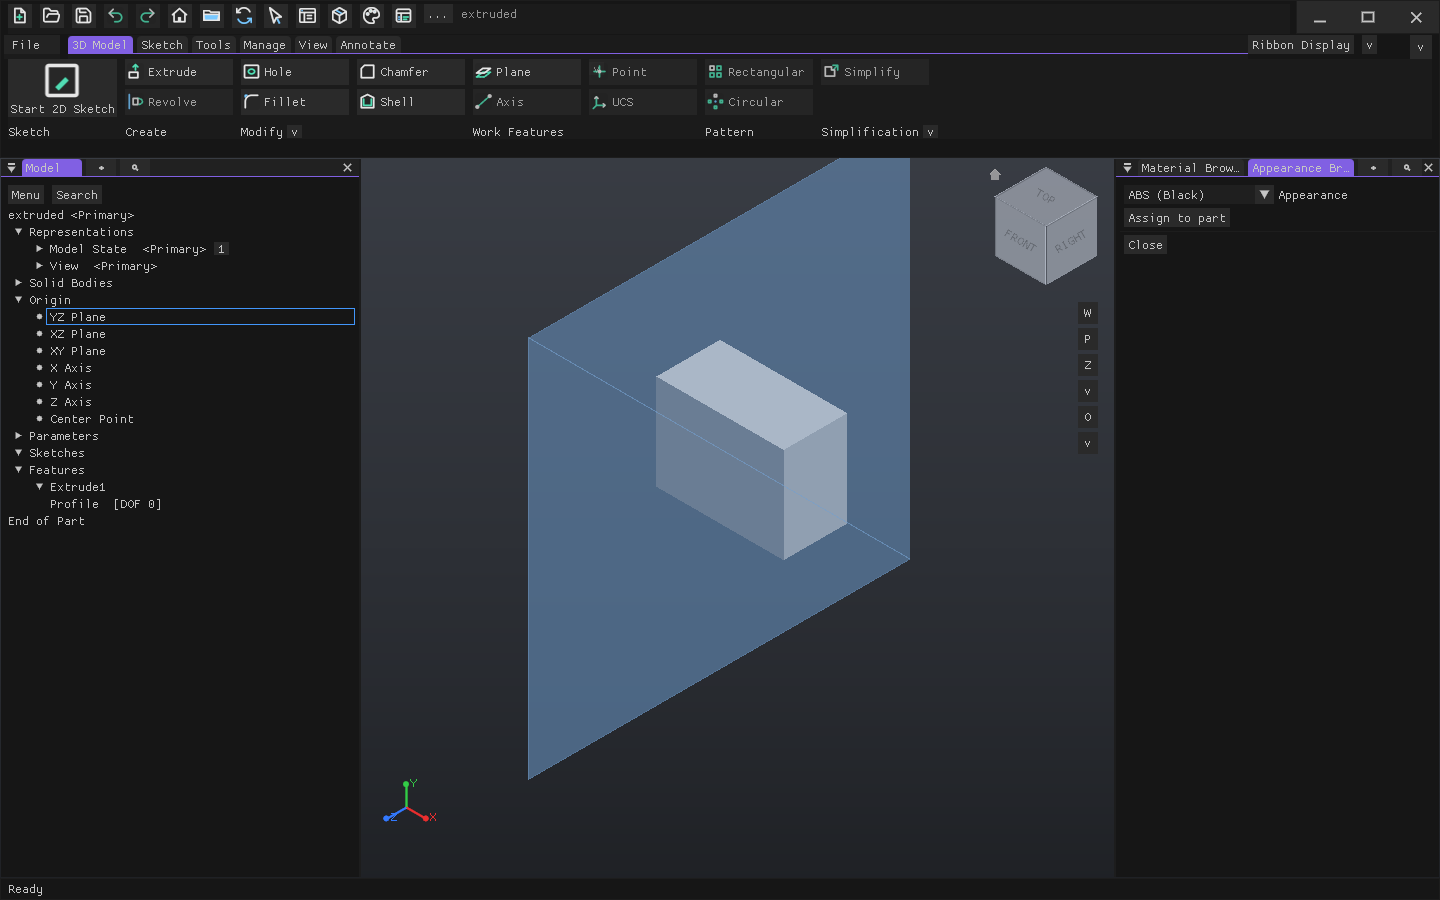 ... extruded
File 3D Model Sketch Tools Manage View Annotate Ribbon Display v v
Start 2D Sketch
Extrude Hole Chamfer Plane Point Rectangular Simplify
Revolve Fillet Shell Axis UCS Circular
Sketch Create Modify v Work Features Pattern Simplification v
Model
Menu Search
extruded <Primary>
Representations
Model State <Primary> 1
View <Primary>
Solid Bodies
Origin
YZ Plane
XZ Plane
XY Plane
X Axis
Y Axis
Z Axis
Center Point
Parameters
Sketches
Features
Extrude1
Profile [DOF 0]
End of Part
TOP
FRONT RIGHT
W
P
Z
v
O
v
Y
Z X
Material Brow… Appearance Br…
ABS (Black) Appearance
Assign to part
Close
Ready